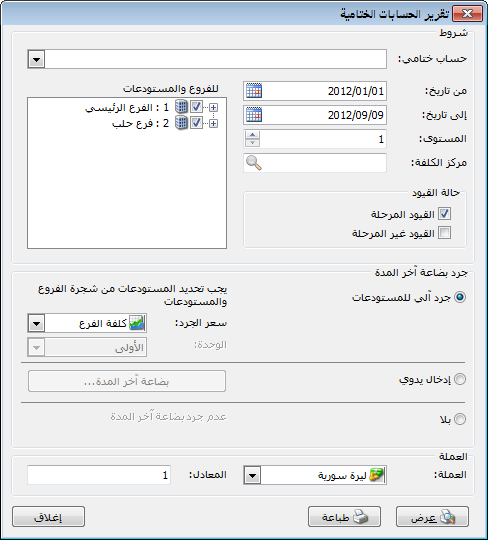 تقرير الحسابات الختامية
شروط
حساب ختامي:
من تاريخ: 2012/01/01
إلى تاريخ: 2012/09/09
المستوى: 1
مركز الكلفة:
للفروع والمستودعات
1 : الفرع الرئيسي
2 : فرع حلب
حالة القيود
القيود المرحلة
القيود غير المرحلة
جرد بضاعة آخر المدة
جرد آلي للمستودعات
يجب تحديد المستودعات من شجرة الفروع
والمستودعات
سعر الجرد: كلفة الفرع
الوحدة: الأولى
إدخال يدوي
بضاعة آخر المدة...
بلا
عدم جرد بضاعة آخر المدة
العملة
العملة: ليرة سورية المعادل: 1
عرض طباعة إغلاق